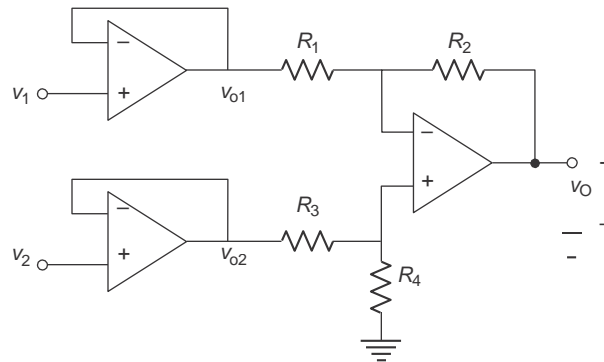 R1
R2
−
+
v1
vo1
−
+
vO
R3
−
+
v2
vo2
R4